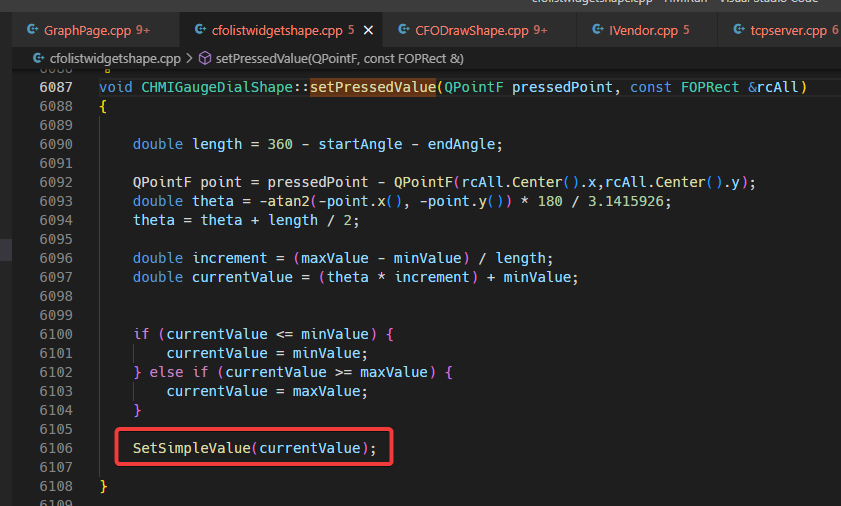 GraphPage.cpp 9+ cfolistwidgetshape.cpp 5 CFODrawShape.cpp 9+ IVendor.cpp 5 tcpserver.cpp 6
cfolistwidgetshape.cpp > setPressedValue(QPointF, const FOPRect &)
6087 void CHMIGaugeDialShape::setPressedValue(QPointF pressedPoint, const FOPRect &rcAll)
6088 {
6089
6090 double length = 360 - startAngle - endAngle;
6091
6092 QPointF point = pressedPoint - QPointF(rcAll.Center().x,rcAll.Center().y);
6093 double theta = -atan2(-point.x(), -point.y()) * 180 / 3.1415926;
6094 theta = theta + length / 2;
6095
6096 double increment = (maxValue - minValue) / length;
6097 double currentValue = (theta * increment) + minValue;
6098
6099
6100 if (currentValue <= minValue) {
6101 currentValue = minValue;
6102 } else if (currentValue >= maxValue) {
6103 currentValue = maxValue;
6104 }
6105
6106 SetSimpleValue(currentValue);
6107
6108 }